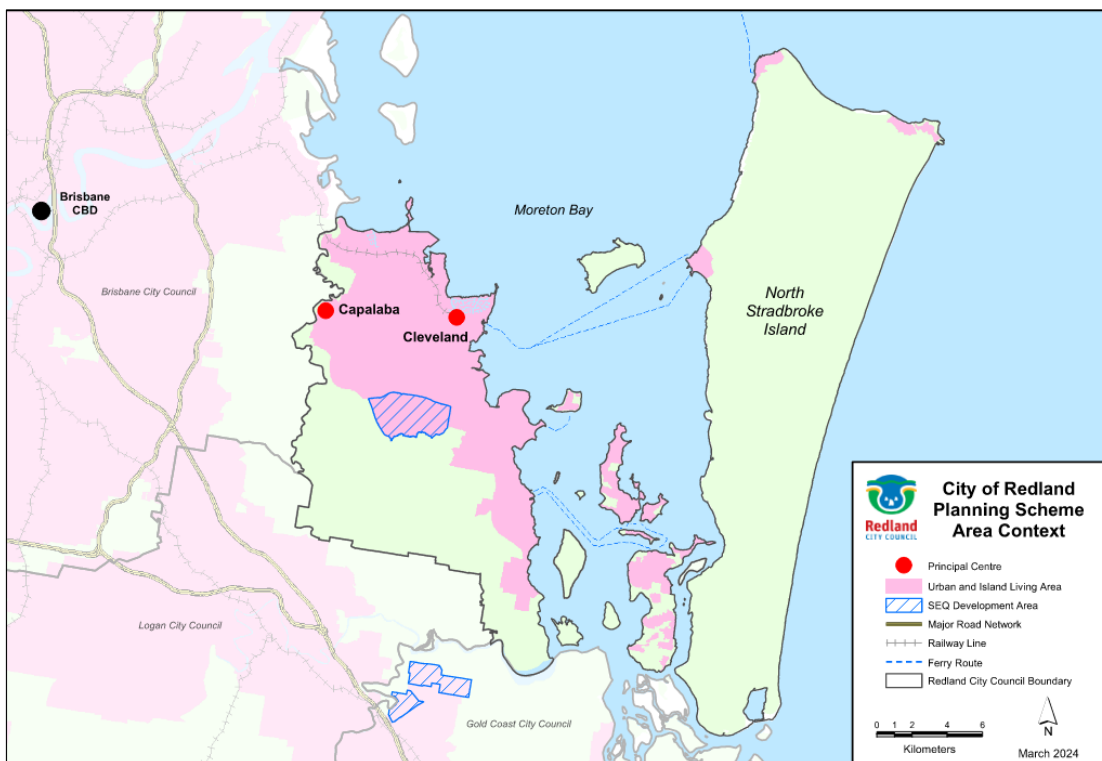 Brisbane
CBD
Moreton Bay
Brisbane City Council
Capalaba
Cleveland
North
Stradbroke
Island
Logan City Council
Gold Coast City Council
Redland
CITY COUNCIL
City of Redland
Planning Scheme
Area Context
Principal Centre
Urban and Island Living Area
SEQ Development Area
Major Road Network
Railway Line
Ferry Route
Redland City Council Boundary
0 1 2 4 6
Kilometers
N
March 2024